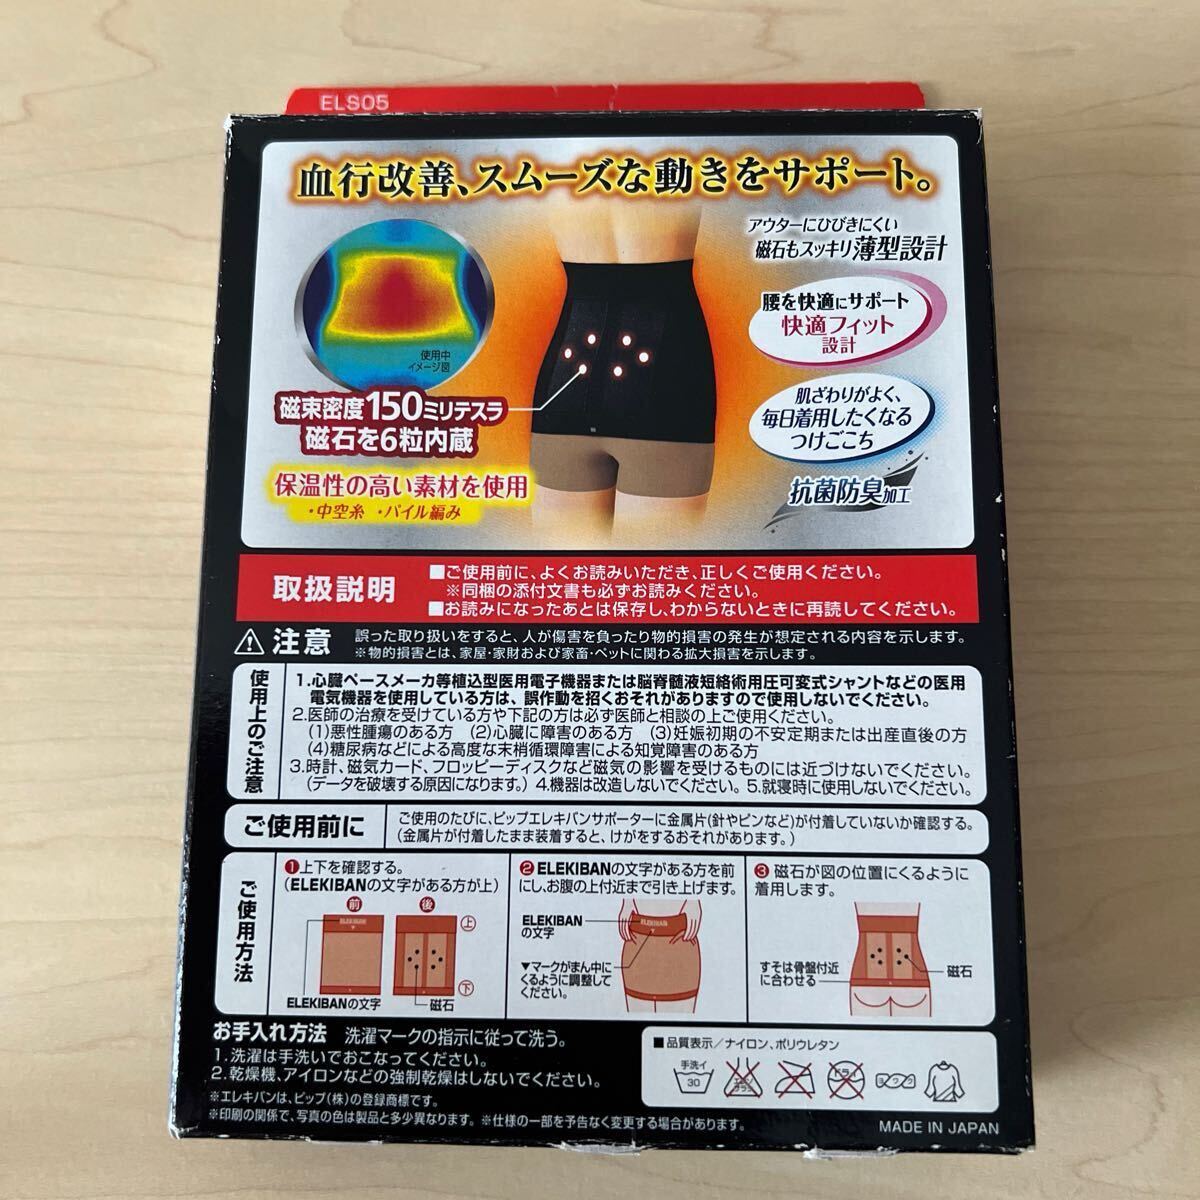 ELS05
血行改善、スムーズな動きをサポート。
アウターにひびきにくい
磁石もスッキリ薄型設計
腰を快適にサポート
快適フィット
設計
肌ざわりがよく、
毎日着用したくなる
つけごこち
抗菌防臭加工
使用中
イメージ図
磁束密度150ミリテスラ
磁石を6粒内蔵
保温性の高い素材を使用
・中空糸 ・パイル編み
取扱説明
■ご使用前に、よくお読みいただき、正しくご使用ください。
※同梱の添付文書も必ずお読みください。
■お読みになったあとは保存し、わからないときに再読してください。
注意
誤った取り扱いをすると、人が傷害を負ったり物的損害の発生が想定される内容を示します。
※物的損害とは、家屋・家財および家畜・ペットに関わる拡大損害を示します。
使用上のご注意
1.心臓ペースメーカ等植込型医用電子機器または脳脊髄液短絡術用圧可変式シャントなどの医用
電気機器を使用している方は、誤作動を招くおそれがありますので使用しないでください。
2.医師の治療を受けている方や下記の方は必ず医師と相談の上ご使用ください。
(1)悪性腫瘍のある方 (2)心臓に障害のある方 (3)妊娠初期の不安定期または出産直後の方
(4)糖尿病などによる高度な末梢循環障害による知覚障害のある方
3.時計、磁気カード、フロッピーディスクなど磁気の影響を受けるものには近づけないでください。
(データを破壊する原因になります。) 4.機器は改造しないでください。 5.就寝時に使用しないでください。
ご使用前に
ご使用のたびに、ピップエレキバンサポーターに金属片(針やピンなど)が付着していないか確認する。
(金属片が付着したまま装着すると、けがをするおそれがあります。)
ご使用方法
1 上下を確認する。
(ELEKIBANの文字がある方が上)
前 後
上
ELEKIBAN
下
ELEKIBANの文字
磁石
2 ELEKIBANの文字がある方を前
にし、お腹の上付近まで引き上げます。
ELEKIBAN
の文字
ELEKIBAN
▼マークがまん中に
くるように調整して
ください。
3 磁石が図の位置にくるように
着用します。
磁石
すそは骨盤付近
に合わせる
お手入れ方法 洗濯マークの指示に従って洗う。
1.洗濯は手洗いでおこなってください。
2.乾燥機、アイロンなどの強制乾燥はしないでください。
※エレキバンは、ピップ(株)の登録商標です。
※印刷の関係で、写真の色は製品と多少異なります。 ※仕様の一部を予告なく変更する場合があります。
■品質表示/ナイロン、ポリウレタン
手洗イ
30
エンソ
サラシ
ドライ
ヨワク
MADE IN JAPAN